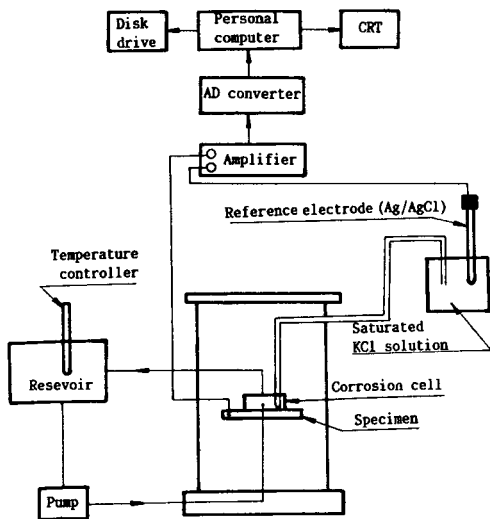 Disk
drive
Personal
computer
CRT
AD converter
Amplifier
Reference electrode (Ag/AgCl)
Temperature
controller
Saturated
KCl solution
Resevoir
Corrosion cell
Specimen
Pump